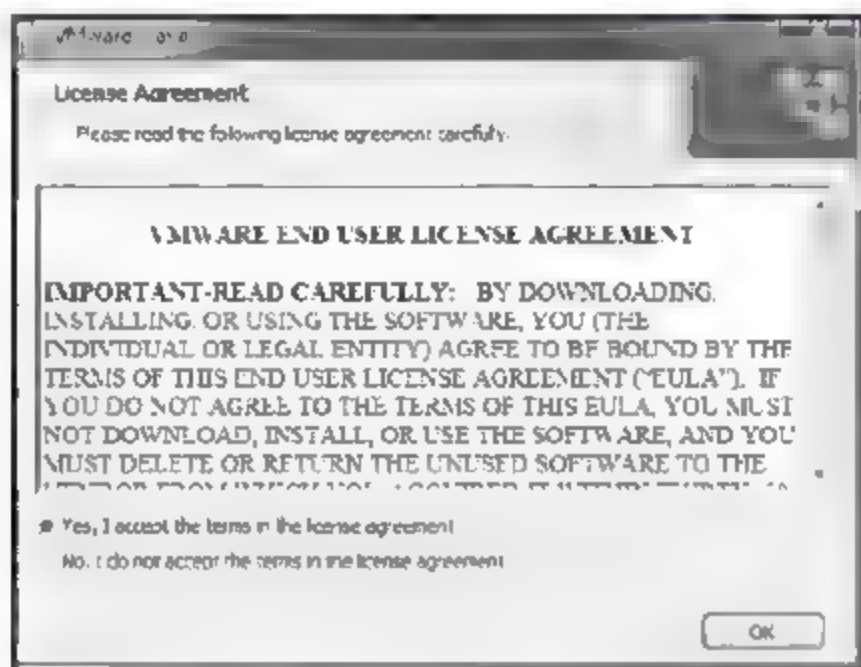 License Agreement
Please read the following license agreement carefully.
VMWARE END USER LICENSE AGREEMENT
IMPORTANT-READ CAREFULLY: BY DOWNLOADING,
INSTALLING, OR USING THE SOFTWARE, YOU (THE
INDIVIDUAL OR LEGAL ENTITY) AGREE TO BE BOUND BY THE
TERMS OF THIS END USER LICENSE AGREEMENT ("EULA"). IF
YOU DO NOT AGREE TO THE TERMS OF THIS EULA, YOU MUST
NOT DOWNLOAD, INSTALL, OR USE THE SOFTWARE, AND YOU
MUST DELETE OR RETURN THE UNUSED SOFTWARE TO THE
Yes, I accept the terms in the license agreement
No, I do not accept the terms in the license agreement
OK